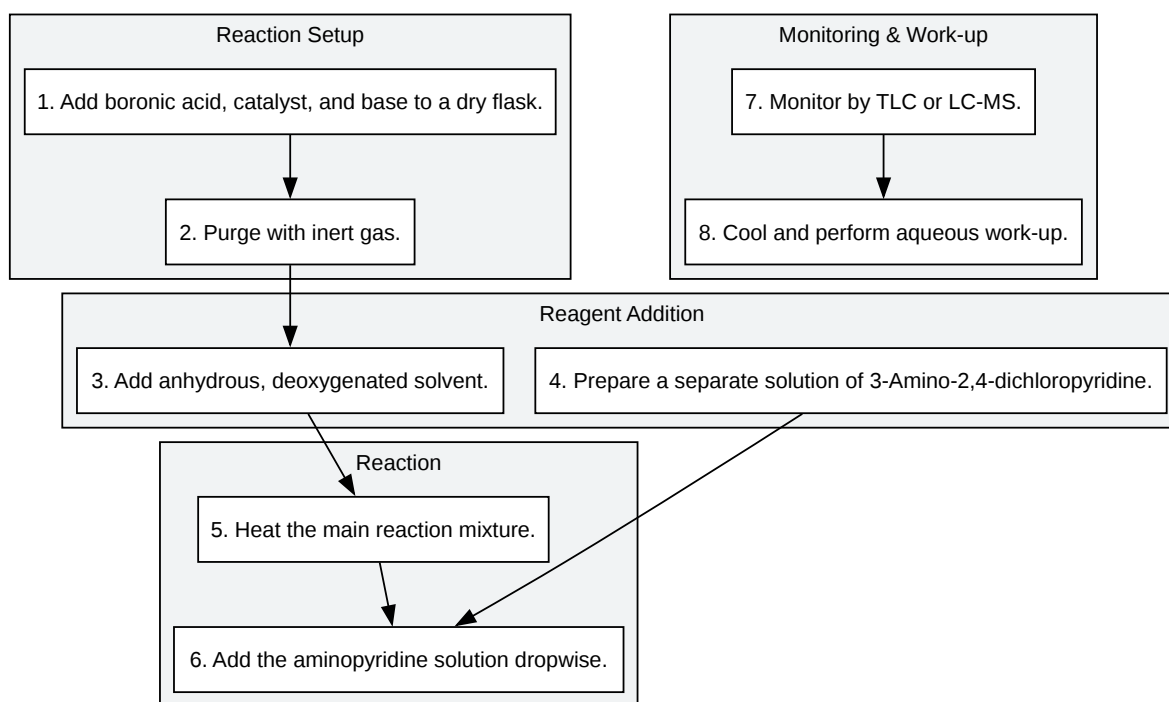 Reaction Setup
1. Add boronic acid, catalyst, and base to a dry flask.
2. Purge with inert gas.
Monitoring & Work-up
7. Monitor by TLC or LC-MS.
8. Cool and perform aqueous work-up.
Reagent Addition
3. Add anhydrous, deoxygenated solvent.
4. Prepare a separate solution of 3-Amino-2,4-dichloropyridine.
Reaction
5. Heat the main reaction mixture.
6. Add the aminopyridine solution dropwise.